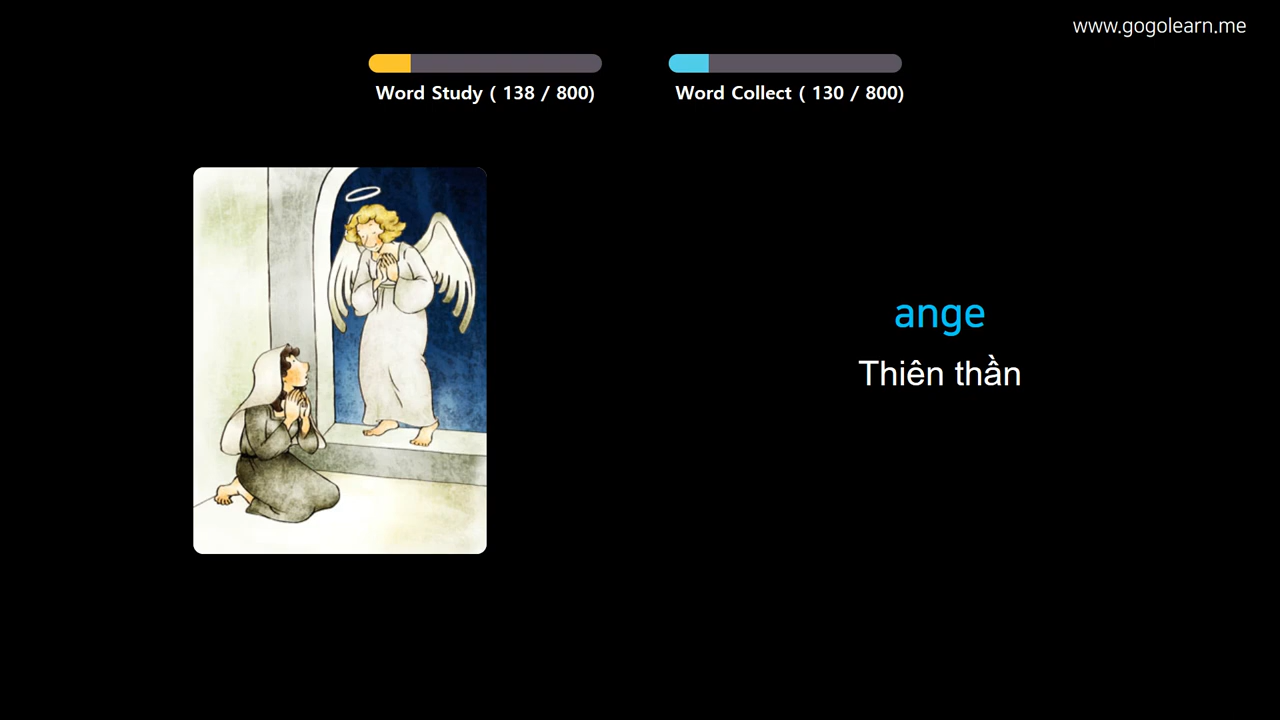 www.gogolearn.me
Word Study ( 138 / 800)
Word Collect ( 130 / 800)
ange
Thiên thần